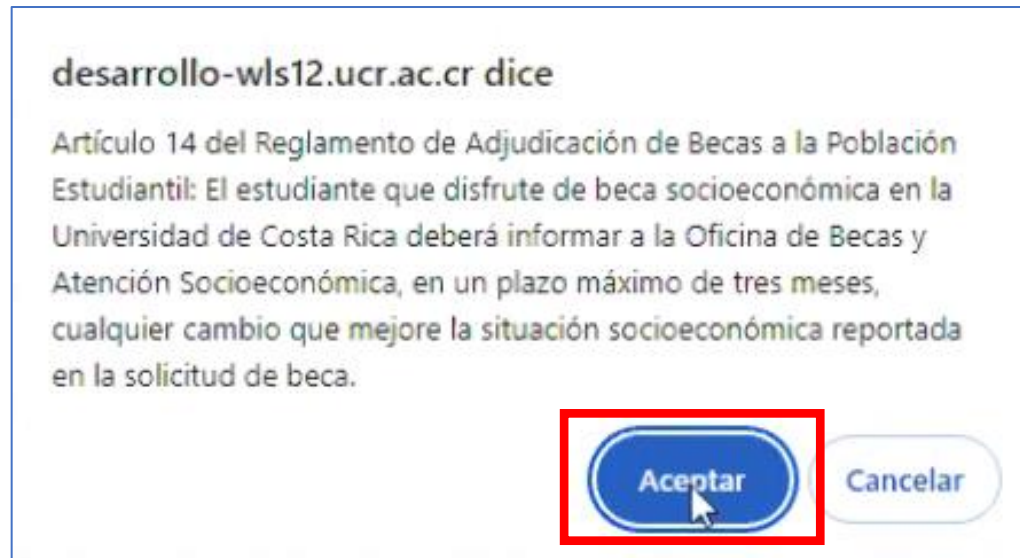 desarrollo-wls12.ucr.ac.cr dice
Artículo 14 del Reglamento de Adjudicación de Becas a la Población
Estudiantil: El estudiante que disfrute de beca socioeconómica en la
Universidad de Costa Rica deberá informar a la Oficina de Becas y
Atención Socioeconómica, en un plazo máximo de tres meses,
cualquier cambio que mejore la situación socioeconómica reportada
en la solicitud de beca.
Aceptar Cancelar